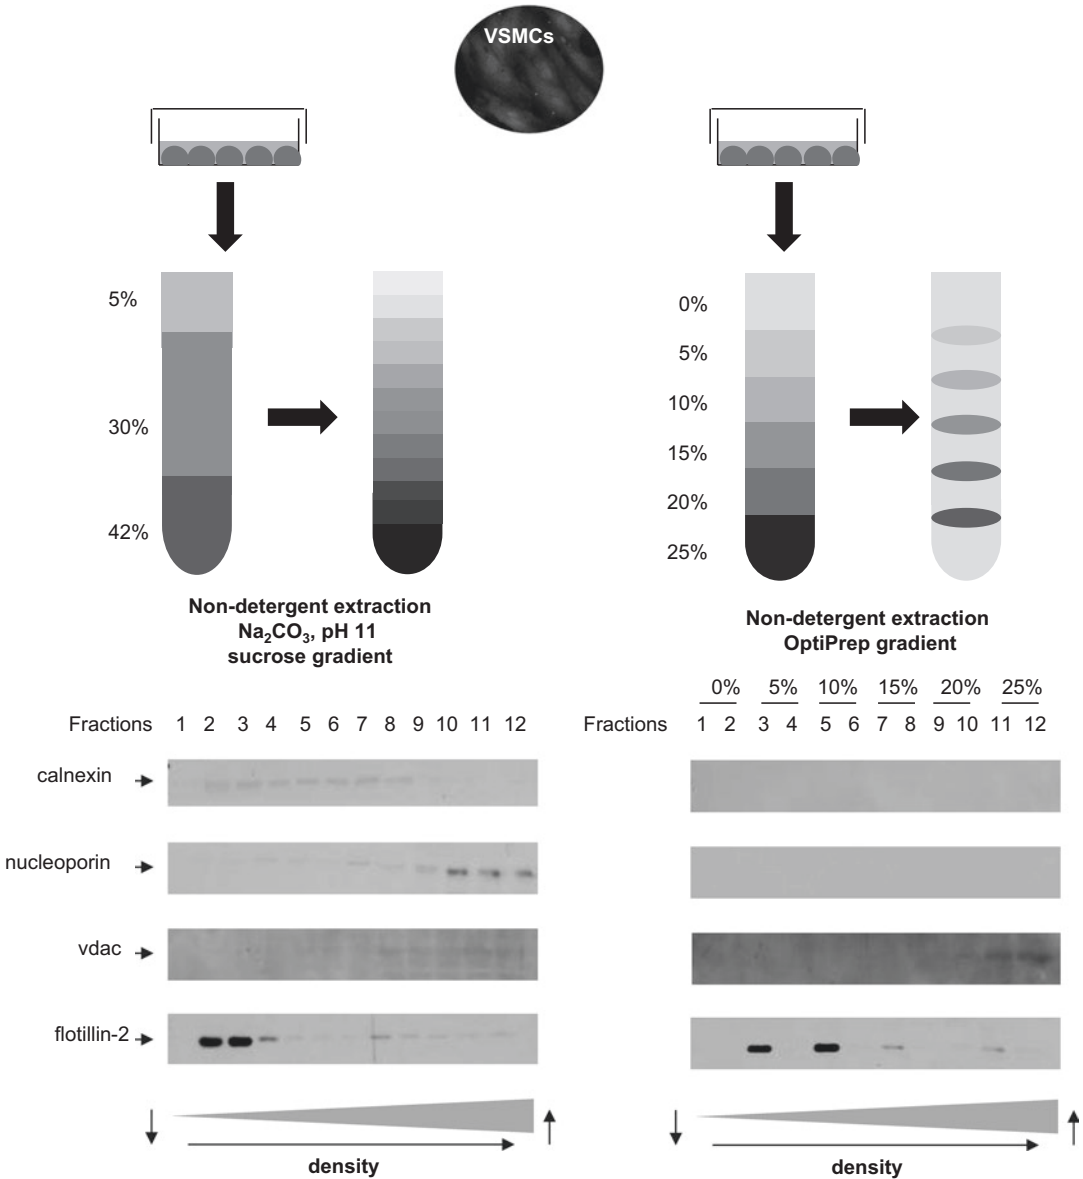 VSMCs
5%
30%
42%
Non-detergent extraction
Na₂CO₃, pH 11
sucrose gradient
0%
5%
10%
15%
20%
25%
Non-detergent extraction
OptiPrep gradient
Fractions 1 2 3 4 5 6 7 8 9 10 11 12
calnexin
nucleoporin
vdac
flotillin-2
density
0% 5% 10% 15% 20% 25%
Fractions 1 2 3 4 5 6 7 8 9 10 11 12
density